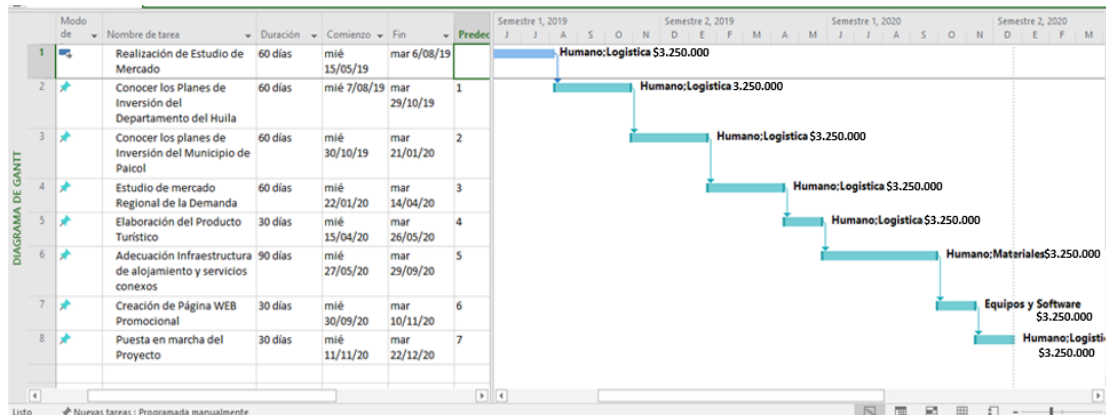 Modo de
Nombre de tarea
Duración
Comienzo
Fin
Predec
Semestre 1, 2019
Semestre 2, 2019
Semestre 1, 2020
Semestre 2, 2020
J J A S O N D E F M A M J J A S O N D E F M
DIAGRAMA DE GANTT
1 Realización de Estudio de Mercado 60 días mié 15/05/19 mar 6/08/19
Humano;Logistica $3.250.000
2 Conocer los Planes de Inversión del Departamento del Huila 60 días mié 7/08/19 mar 29/10/19 1
Humano;Logistica 3.250.000
3 Conocer los planes de Inversión del Municipio de Paicol 60 días mié 30/10/19 mar 21/01/20 2
Humano;Logistica $3.250.000
4 Estudio de mercado Regional de la Demanda 60 días mié 22/01/20 mar 14/04/20 3
Humano;Logistica $3.250.000
5 Elaboración del Producto Turístico 30 días mié 15/04/20 mar 26/05/20 4
Humano;Logistica $3.250.000
6 Adecuación Infraestructura de alojamiento y servicios conexos 90 días mié 27/05/20 mar 29/09/20 5
Humano;Materiales$3.250.000
7 Creación de Página WEB Promocional 30 días mié 30/09/20 mar 10/11/20 6
Equipos y Software
$3.250.000
8 Puesta en marcha del Proyecto 30 días mié 11/11/20 mar 22/12/20 7
Humano;Logisti
$3.250.000
Listo
Nuevas tareas : Programada manualmente